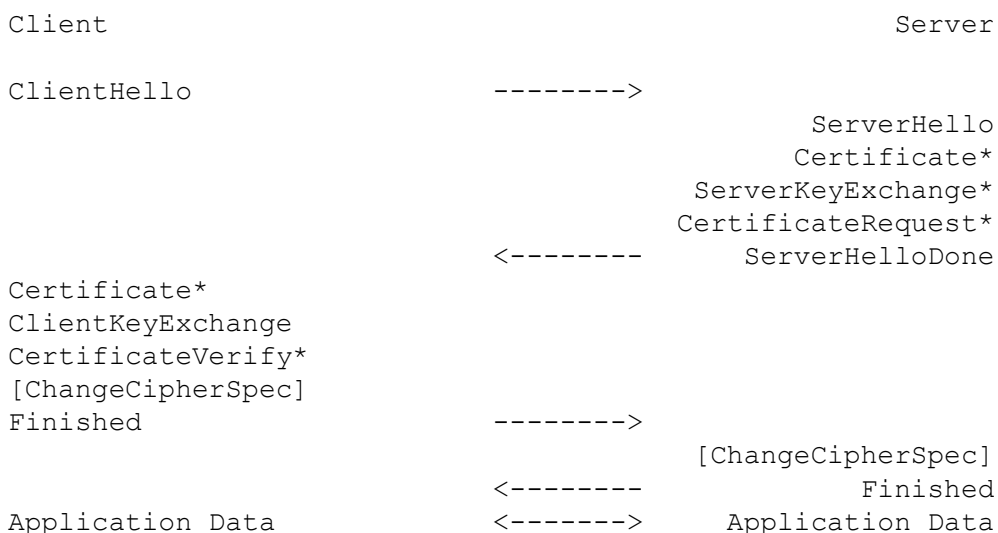 Client Server
ClientHello -------->
ServerHello
Certificate*
ServerKeyExchange*
CertificateRequest*
<-------- ServerHelloDone
Certificate*
ClientKeyExchange
CertificateVerify*
[ChangeCipherSpec]
Finished -------->
[ChangeCipherSpec]
<-------- Finished
Application Data <-------> Application Data